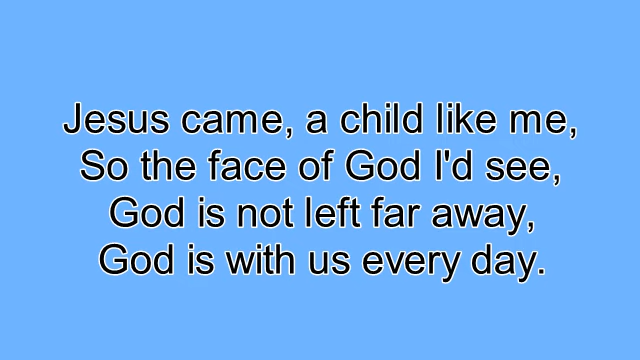 Jesus came, a child like me,
So the face of God I'd see,
God is not left far away,
God is with us every day.